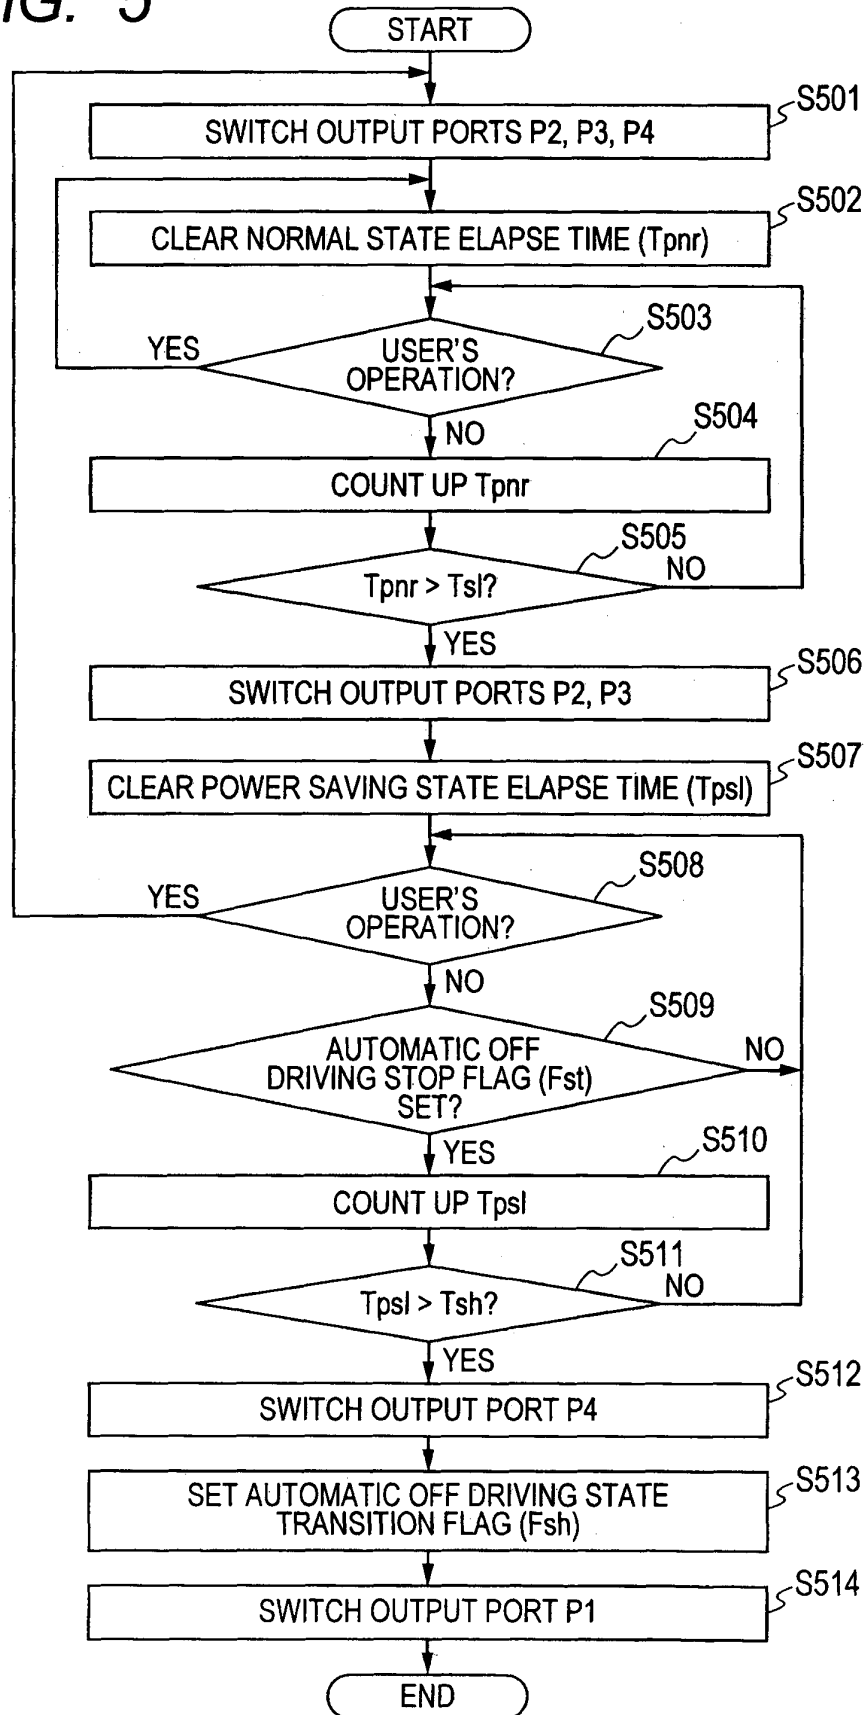 FIG. 5
START
S501
SWITCH OUTPUT PORTS P2, P3, P4
S502
CLEAR NORMAL STATE ELAPSE TIME (Tpnr)
S503
YES
USER'S
OPERATION?
NO
S504
COUNT UP Tpnr
S505
Tpnr > Tsl?
NO
YES
S506
SWITCH OUTPUT PORTS P2, P3
S507
CLEAR POWER SAVING STATE ELAPSE TIME (Tpsl)
S508
YES
USER'S
OPERATION?
NO
S509
AUTOMATIC OFF
DRIVING STOP FLAG (Fst)
SET?
NO
YES
S510
COUNT UP Tpsl
S511
Tpsl > Tsh?
NO
YES
S512
SWITCH OUTPUT PORT P4
S513
SET AUTOMATIC OFF DRIVING STATE
TRANSITION FLAG (Fsh)
S514
SWITCH OUTPUT PORT P1
END